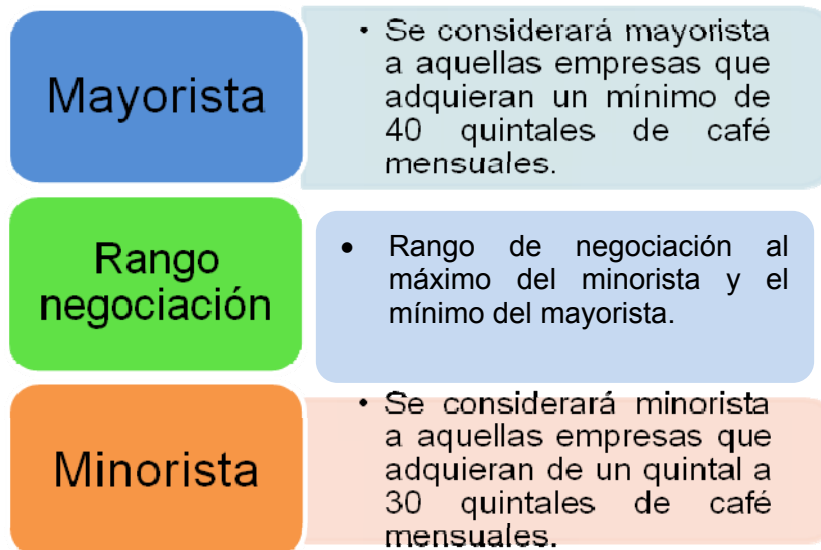 Mayorista
• Se considerará mayorista
a aquellas empresas que
adquieran un mínimo de
40 quintales de café
mensuales.
Rango
negociación
• Rango de negociación al
máximo del minorista y el
mínimo del mayorista.
Minorista
• Se considerará minorista
a aquellas empresas que
adquieran de un quintal a
30 quintales de café
mensuales.